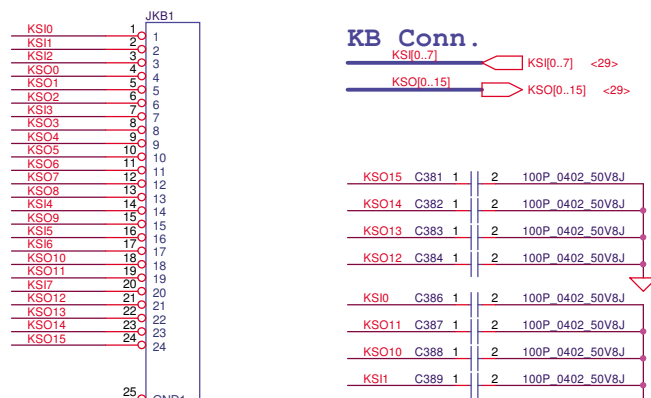 JKB1
KSI0 1 1
KSI1 2 2
KSI2 3 3
KSO0 4 4
KSO1 5 5
KSO2 6 6
KSI3 7 7
KSO3 8 8
KSO4 9 9
KSO5 10 10
KSO6 11 11
KSO7 12 12
KSO8 13 13
KSI4 14 14
KSO9 15 15
KSI5 16 16
KSI6 17 17
KSO10 18 18
KSO11 19 19
KSI7 20 20
KSO12 21 21
KSO13 22 22
KSO14 23 23
KSO15 24 24
25 GND1
KB Conn.
KSI[0..7] KSI[0..7] <29>
KSO[0..15] KSO[0..15] <29>
KSO15 C381 1 2 100P_0402_50V8J
KSO14 C382 1 2 100P_0402_50V8J
KSO13 C383 1 2 100P_0402_50V8J
KSO12 C384 1 2 100P_0402_50V8J
KSI0 C386 1 2 100P_0402_50V8J
KSO11 C387 1 2 100P_0402_50V8J
KSO10 C388 1 2 100P_0402_50V8J
KSI1 C389 1 2 100P_0402_50V8J